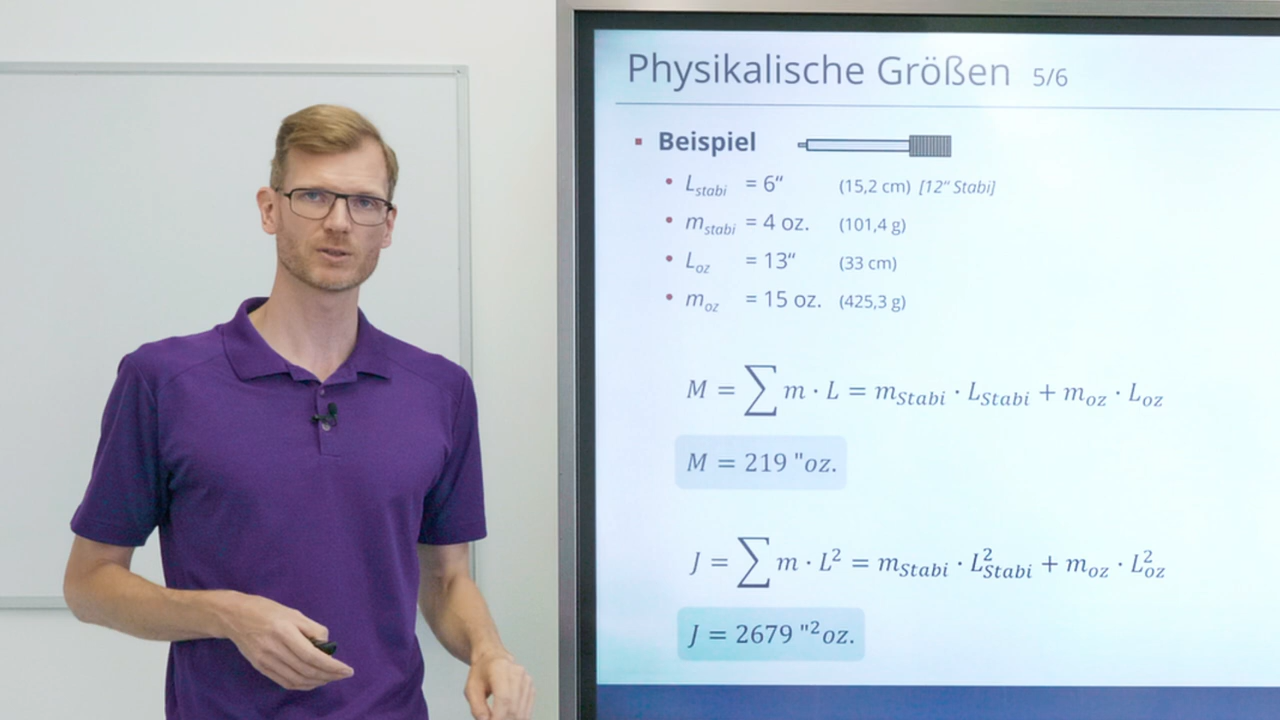 Physikalische Größen 5/6
▪ Beispiel
• L_stabi = 6“ (15,2 cm) [12“ Stabi]
• m_stabi = 4 oz. (101,4 g)
• L_oz = 13“ (33 cm)
• m_oz = 15 oz. (425,3 g)
M = ∑ m · L = m_Stabi · L_Stabi + m_oz · L_oz
M = 219 "oz.
J = ∑ m · L² = m_Stabi · L²_Stabi + m_oz · L²_oz
J = 2679 "²oz.